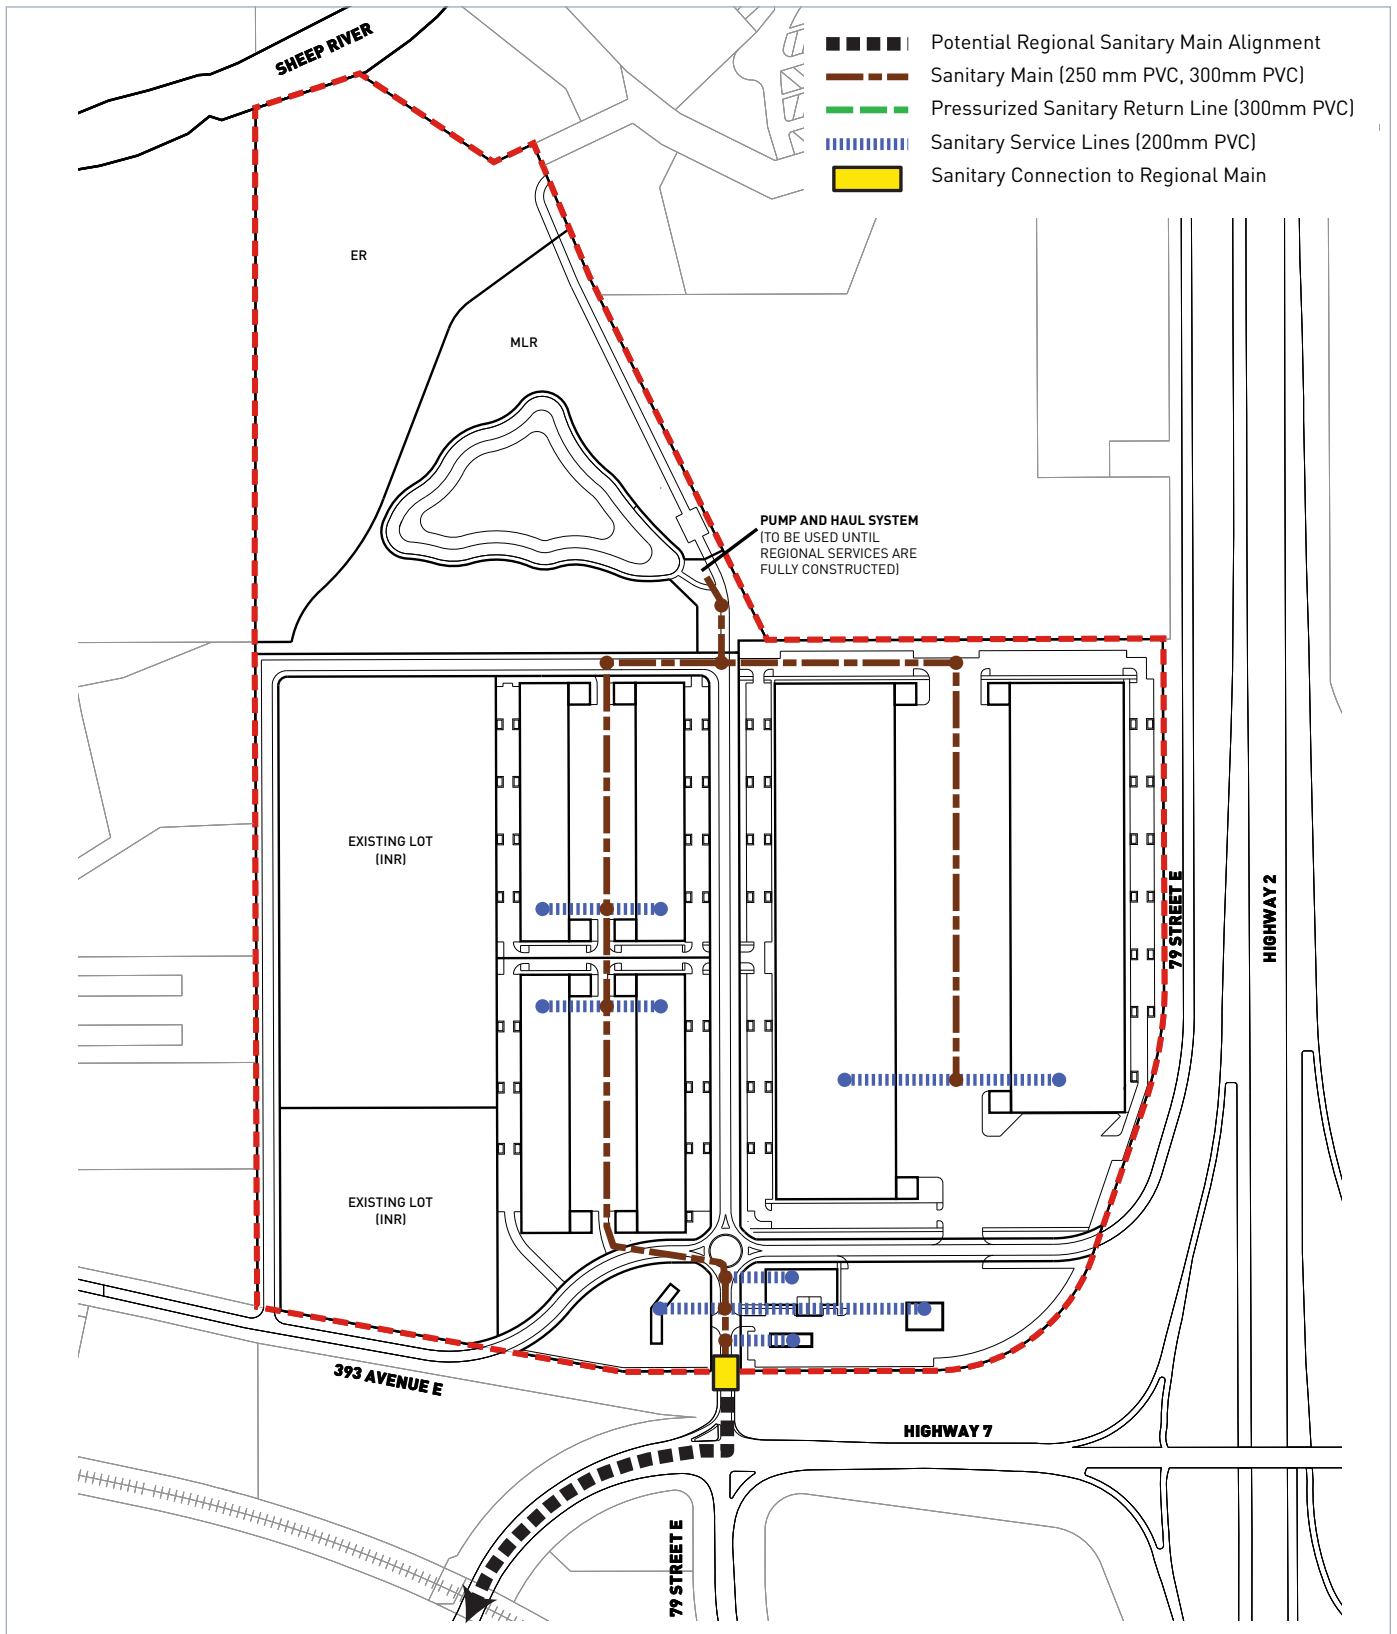 SHEEP RIVER
Potential Regional Sanitary Main Alignment
Sanitary Main (250 mm PVC, 300mm PVC)
Pressurized Sanitary Return Line (300mm PVC)
Sanitary Service Lines (200mm PVC)
Sanitary Connection to Regional Main
ER
MLR
PUMP AND HAUL SYSTEM
(TO BE USED UNTIL
REGIONAL SERVICES ARE
FULLY CONSTRUCTED)
EXISTING LOT
(INR)
79 STREET E
HIGHWAY 2
EXISTING LOT
(INR)
393 AVENUE E
HIGHWAY 7
79 STREET E